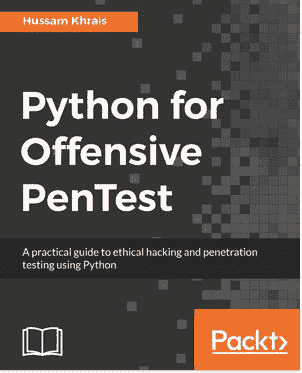 Hussam Khrais
Python for
Offensive
PenTest
A practical guide to ethical hacking and penetration
testing using Python
Packt>